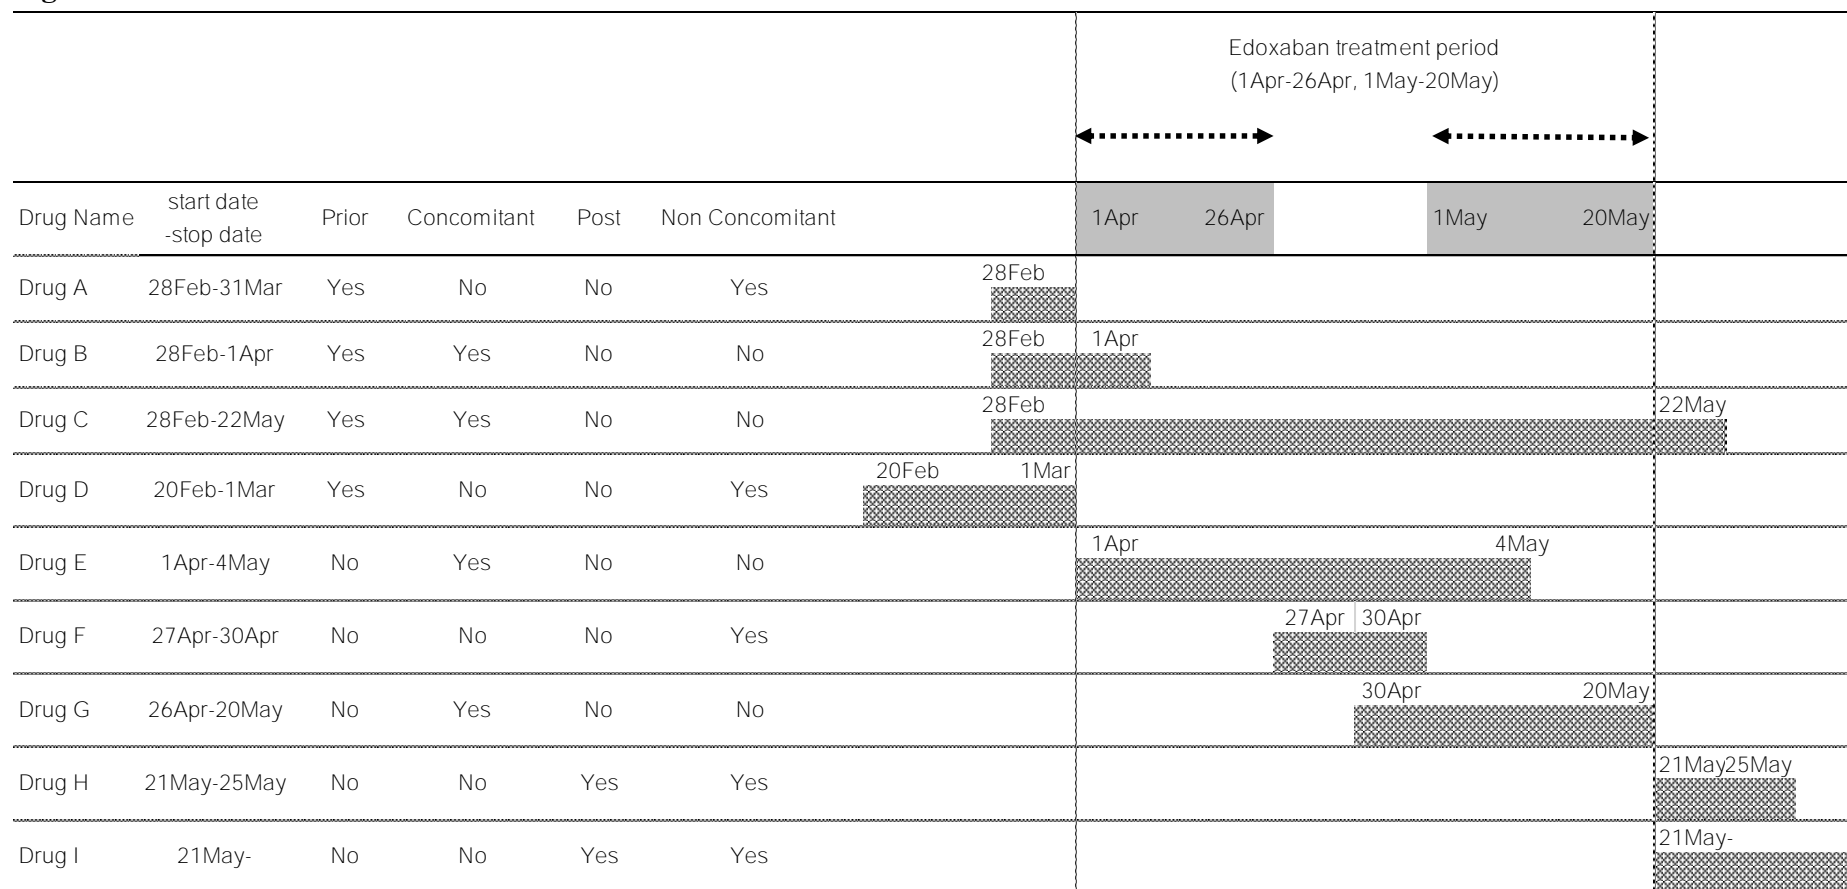 Edoxaban treatment period
(1Apr-26Apr, 1May-20May)
Drug Name start date -stop date Prior Concomitant Post Non Concomitant 1Apr 26Apr 1May 20May
Drug A 28Feb-31Mar Yes No No Yes 28Feb
Drug B 28Feb-1Apr Yes Yes No No 28Feb 1Apr
Drug C 28Feb-22May Yes Yes No No 28Feb 22May
Drug D 20Feb-1Mar Yes No No Yes 20Feb 1Mar
Drug E 1Apr-4May No Yes No No 1Apr 4May
Drug F 27Apr-30Apr No No No Yes 27Apr 30Apr
Drug G 26Apr-20May No Yes No No 30Apr 20May
Drug H 21May-25May No No Yes Yes 21May25May
Drug I 21May- No No Yes Yes 21May-